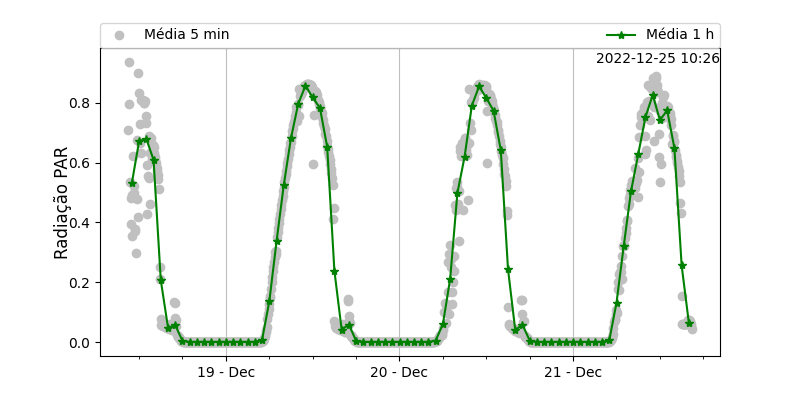 Média 5 min
Média 1 h
2022-12-25 10:26
Radiação PAR
0.8
0.6
0.4
0.2
0.0
19 - Dec
20 - Dec
21 - Dec